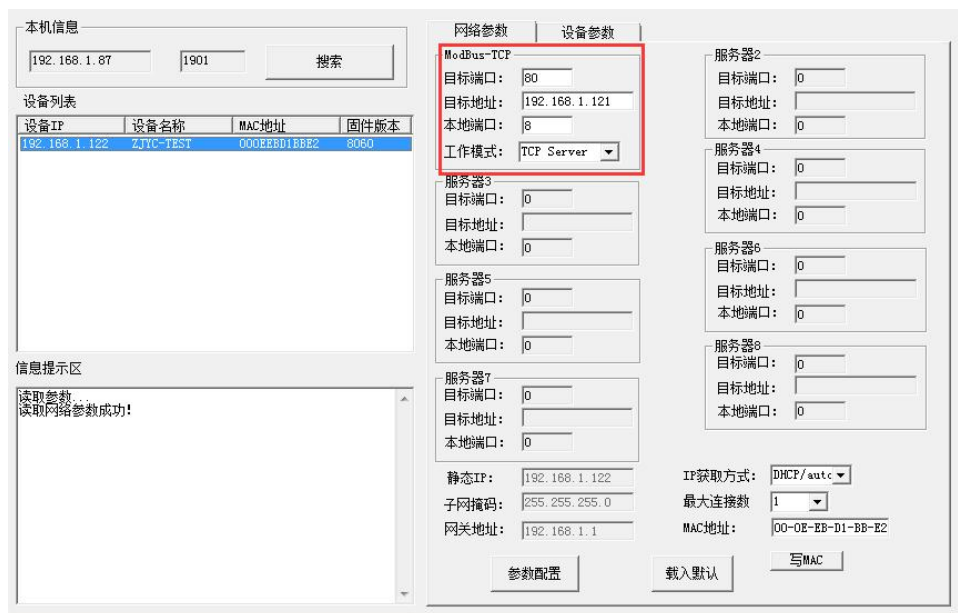 本机信息
192.168.1.87
1901
搜索
设备列表
设备IP 设备名称 MAC地址 固件版本
192.168.1.122 ZJYC-TEST 000EEBD1BBE2 8060
信息提示区
读取参数...
读取网络参数成功!
网络参数
设备参数
ModBus-TCP
目标端口: 80
目标地址: 192.168.1.121
本地端口: 8
工作模式: TCP Server
服务器2
目标端口: 0
目标地址:
本地端口: 0
服务器3
目标端口: 0
目标地址:
本地端口: 0
服务器4
目标端口: 0
目标地址:
本地端口: 0
服务器5
目标端口: 0
目标地址:
本地端口: 0
服务器6
目标端口: 0
目标地址:
本地端口: 0
服务器7
目标端口: 0
目标地址:
本地端口: 0
服务器8
目标端口: 0
目标地址:
本地端口: 0
静态IP: 192.168.1.122
子网掩码: 255.255.255.0
网关地址: 192.168.1.1
IP获取方式: DHCP/autc
最大连接数 1
MAC地址: 00-0E-EB-D1-BB-E2
写MAC
参数配置
载入默认